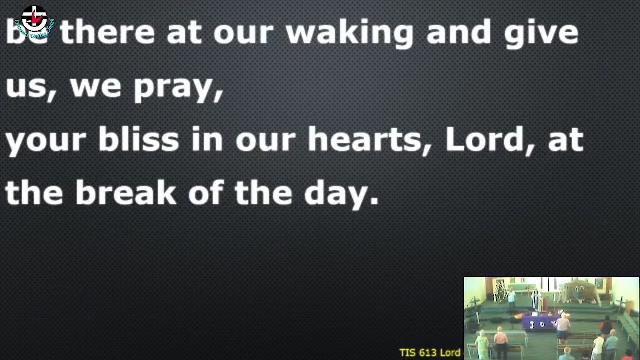 be there at our waking and give
us, we pray,
your bliss in our hearts, Lord, at
the break of the day.
TIS 613 Lord